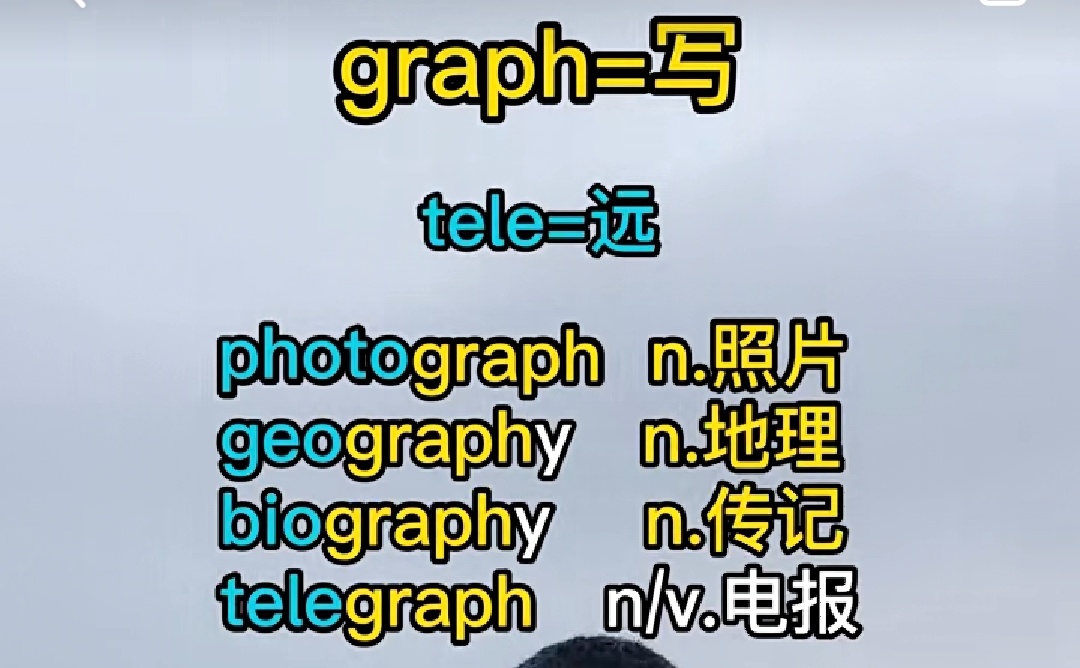 graph=写
tele=远
photograph n.照片
geography n.地理
biography n.传记
telegraph n/v.电报